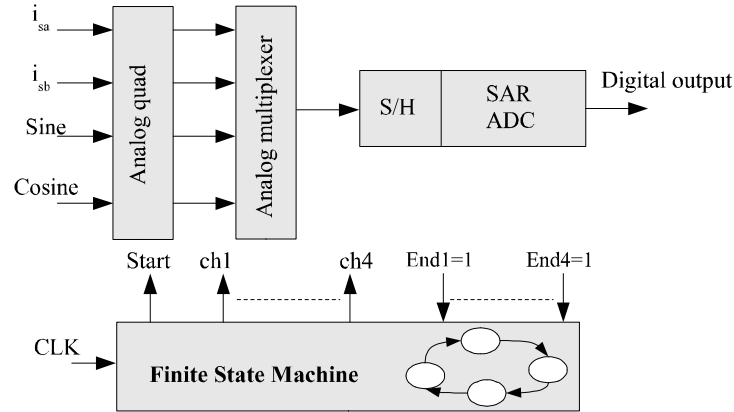 i_sa
i_sb
Sine
Cosine
Analog quad
Analog multiplexer
S/H
SAR
ADC
Digital output
Start
ch1
ch4
End1=1
End4=1
CLK
Finite State Machine